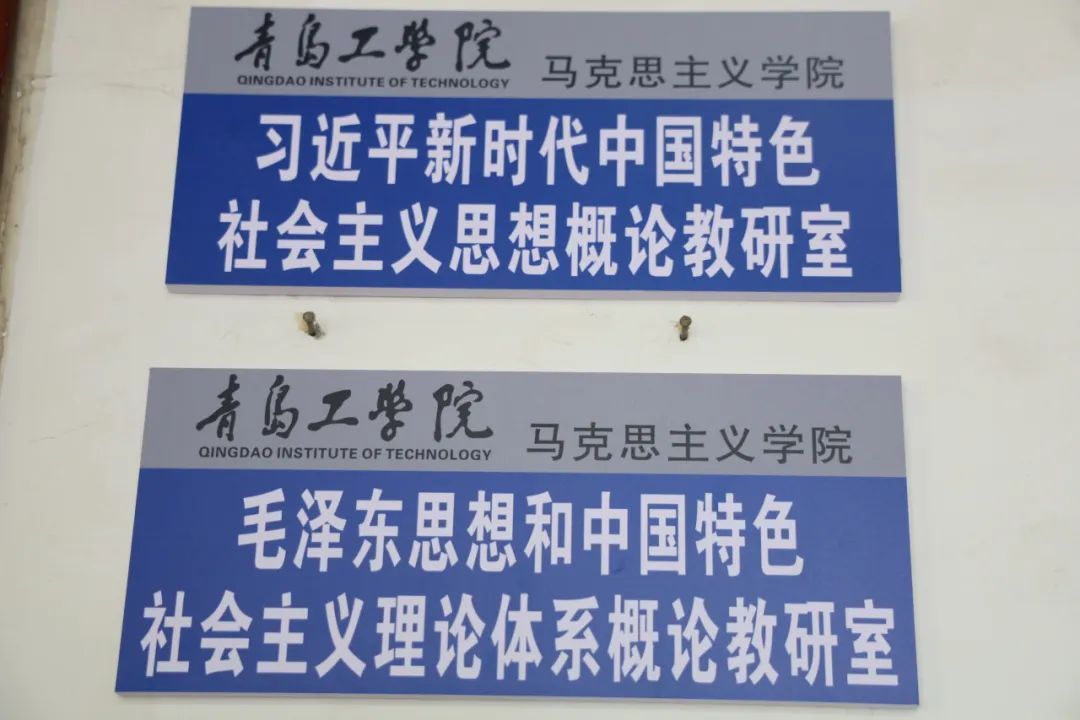 青岛工学院
QINGDAO INSTITUTE OF TECHNOLOGY
马克思主义学院
习近平新时代中国特色
社会主义思想概论教研室
青岛工学院
QINGDAO INSTITUTE OF TECHNOLOGY
马克思主义学院
毛泽东思想和中国特色
社会主义理论体系概论教研室